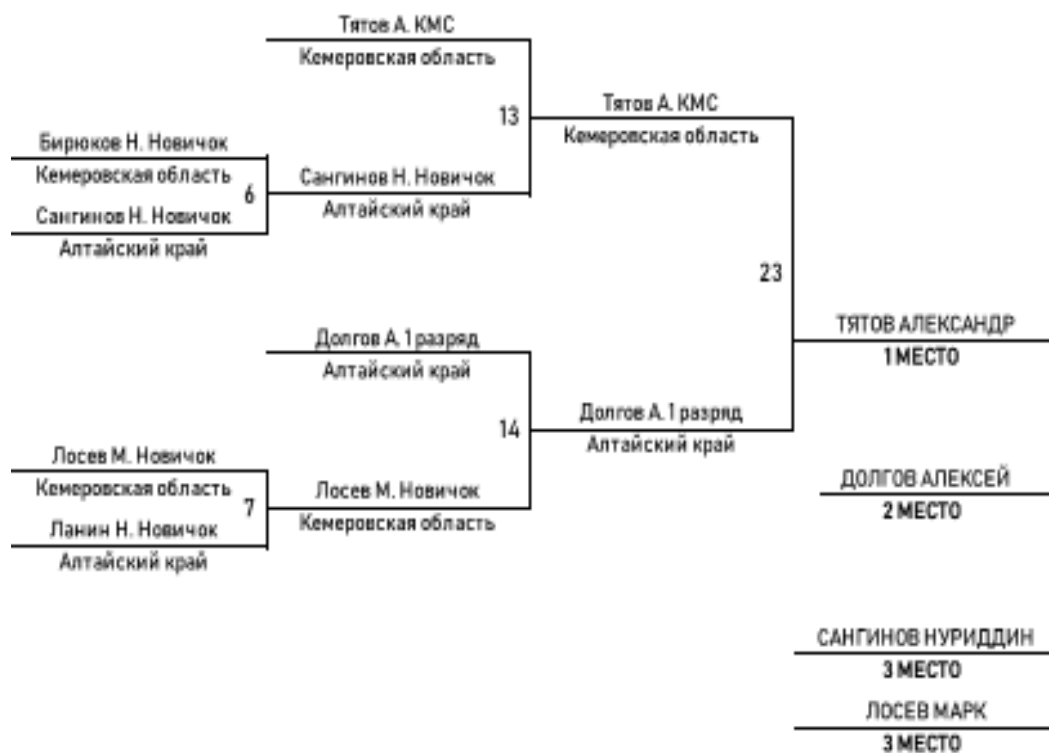 Тятов А. КМС
Кемеровская область
13
Тятов А. КМС
Кемеровская область
Бирюков Н. Новичок
Кемеровская область
6
Сангинов Н. Новичок
Алтайский край
Сангинов Н. Новичок
Алтайский край
23
ТЯТОВ АЛЕКСАНДР
1 МЕСТО
Долгов А. 1 разряд
Алтайский край
14
Долгов А. 1 разряд
Алтайский край
Лосев М. Новичок
Кемеровская область
7
Лосев М. Новичок
Кемеровская область
Ланин Н. Новичок
Алтайский край
ДОЛГОВ АЛЕКСЕЙ
2 МЕСТО
САНГИНОВ НУРИДДИН
3 МЕСТО
ЛОСЕВ МАРК
3 МЕСТО